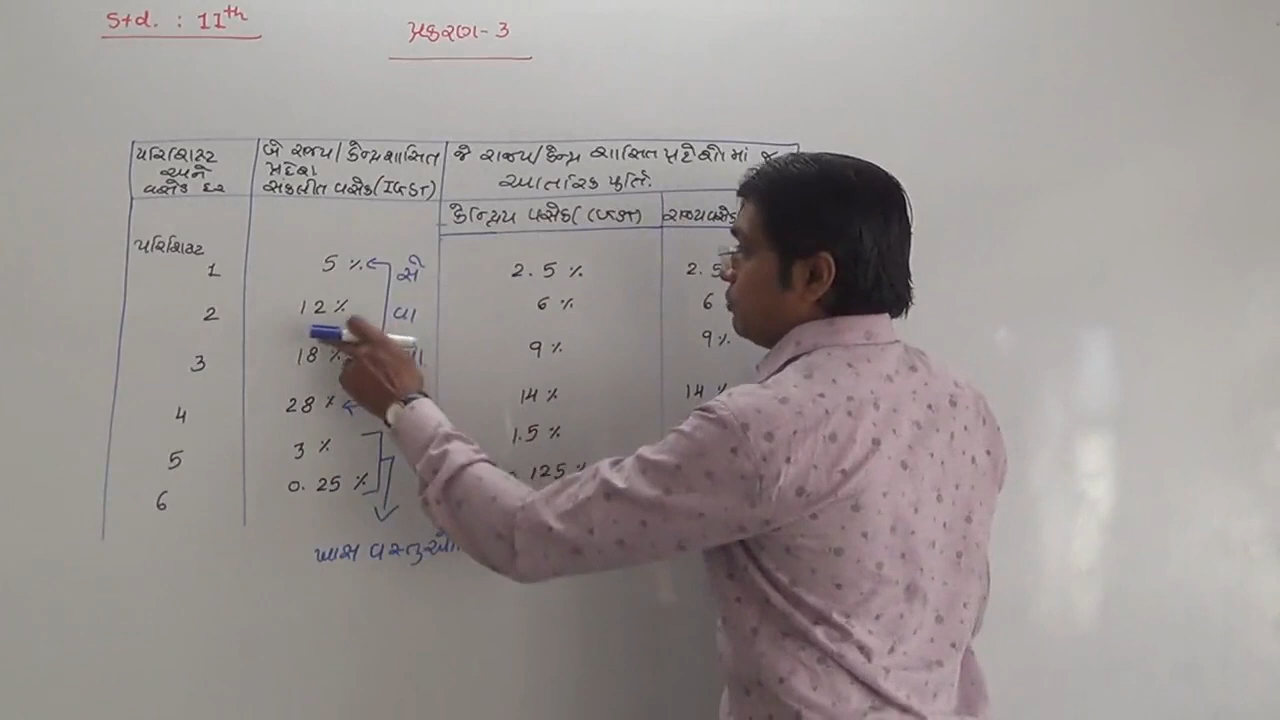 Std. : 11th
પ્રકરણ - 3
પરિશિષ્ટ
અને
વસેક દર
બે રાજ્ય/કેન્દ્રશાસિત
પ્રદેશ
સંકલીત વસેક (IGST)
જે રાજ્ય/કેન્દ્ર શાસિત પ્રદેશોમાં જ
આંતરિક પુર્તિ.
કેન્દ્રિય વસેક (CGST)
રાજ્ય વસેક
પરિશિષ્ટ
1 5 % સે 2.5 % 2.5
2 12 % વા 6 % 6
3 18 % 9 % 9 %
4 28 % 14 % 14 %
5 3 % 1.5 %
6 0.25 % 125 %
ખાસ વસ્તુઓ